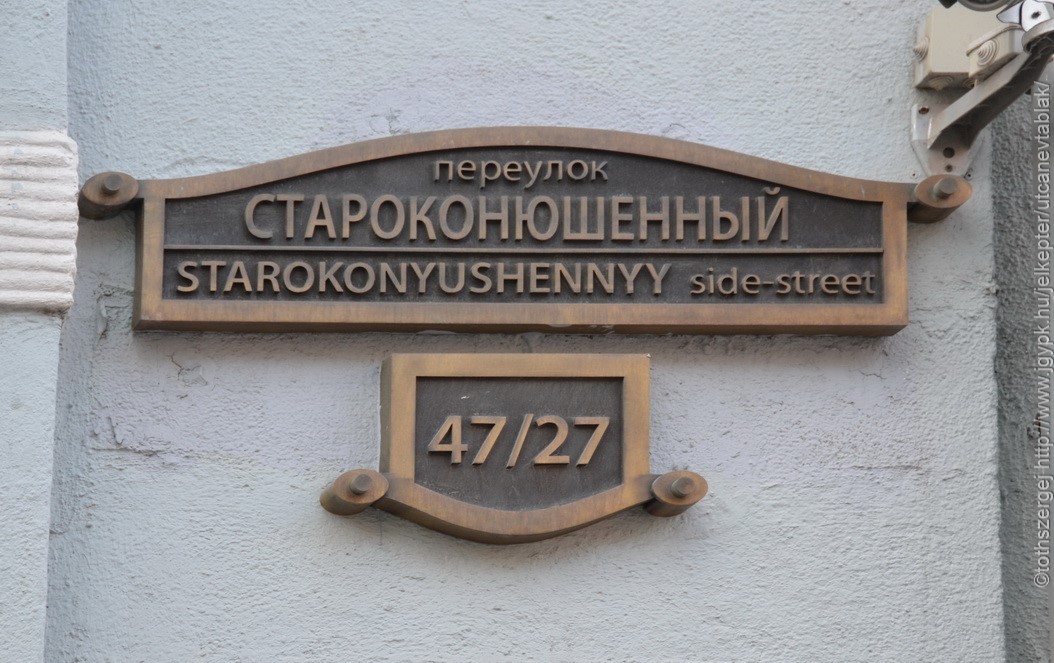 переулок
СТАРОКОНЮШЕННЫЙ
STAROKONYUSHENNYY side-street
47/27
©tothszergej http://www.jgypk.hu/jelkepter/utcanevtablak/